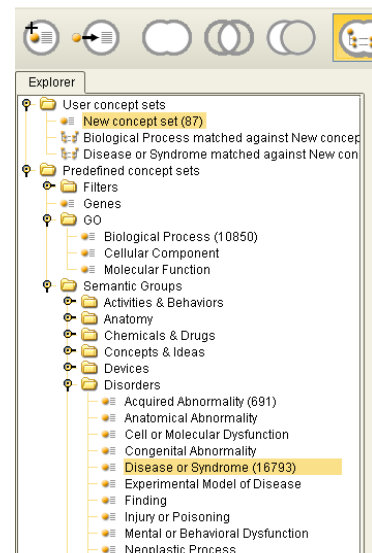 Explorer
User concept sets
New concept set (87)
Biological Process matched against New concep
Disease or Syndrome matched against New con
Predefined concept sets
Filters
Genes
GO
Biological Process (10850)
Cellular Component
Molecular Function
Semantic Groups
Activities & Behaviors
Anatomy
Chemicals & Drugs
Concepts & Ideas
Devices
Disorders
Acquired Abnormality (691)
Anatomical Abnormality
Cell or Molecular Dysfunction
Congenital Abnormality
Disease or Syndrome (16793)
Experimental Model of Disease
Finding
Injury or Poisoning
Mental or Behavioral Dysfunction
Neoplastic Process